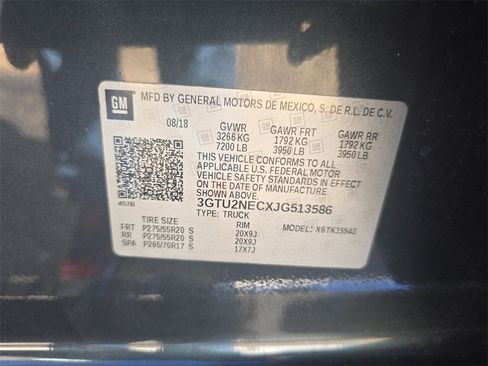 GM MFD BY GENERAL MOTORS DE MEXICO, S. DE R.L. DE C.V.
08/18 GVWR GAWR FRT GAWR RR
3266 KG 1792 KG 1792 KG
7200 LB 3950 LB 3950 LB
THIS VEHICLE CONFORMS TO ALL
APPLICABLE U.S. FEDERAL MOTOR
VEHICLE SAFETY STANDARDS IN EFFECT
ON THE DATE OF MANUFACTURE
SHOWN ABOVE.
457B 3GTU2NECXJG513586
TYPE: TRUCK
TIRE SIZE RIM MODEL: X6TK15543
FRT P275/55R20 S 20X9J
RR P275/55R20 S 20X9J
SPA P265/70R17 S 17X7J